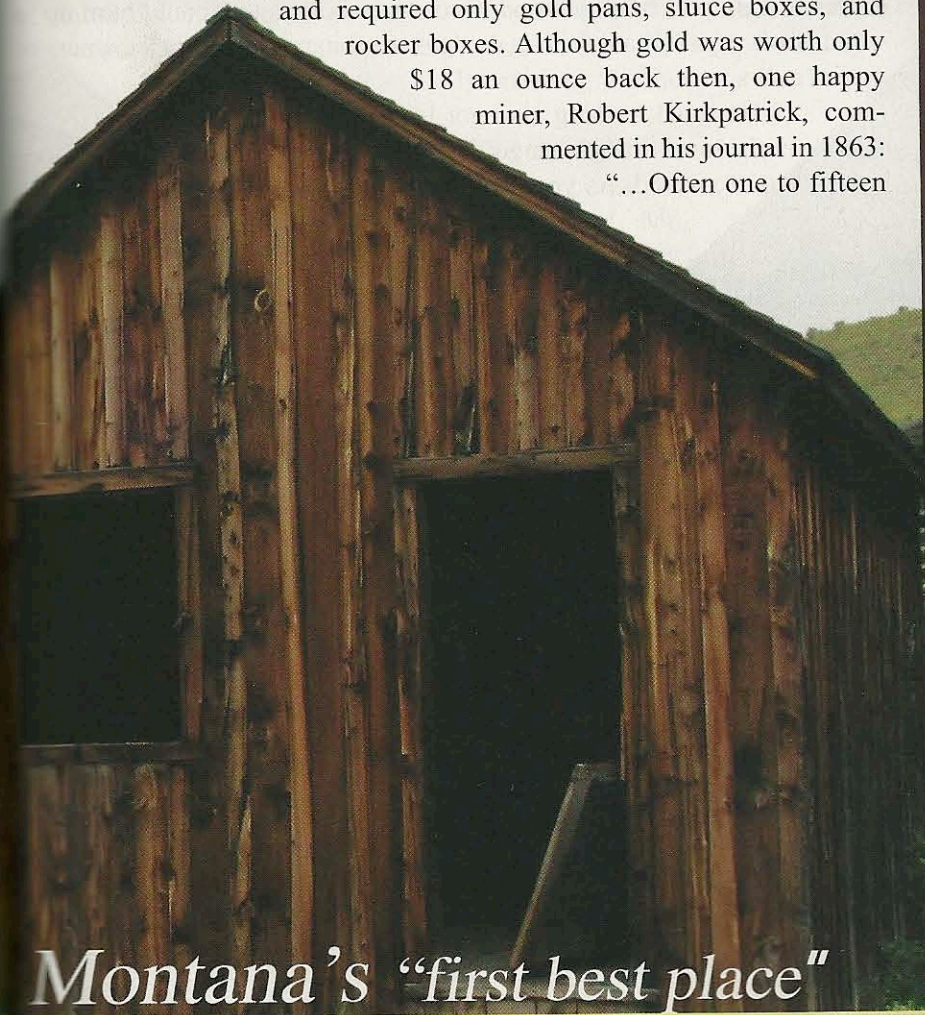 and required only gold pans, sluice boxes, and
rocker boxes. Although gold was worth only
$18 an ounce back then, one happy
miner, Robert Kirkpatrick, com-
mented in his journal in 1863:
“…Often one to fifteen
Montana’s “first best place"